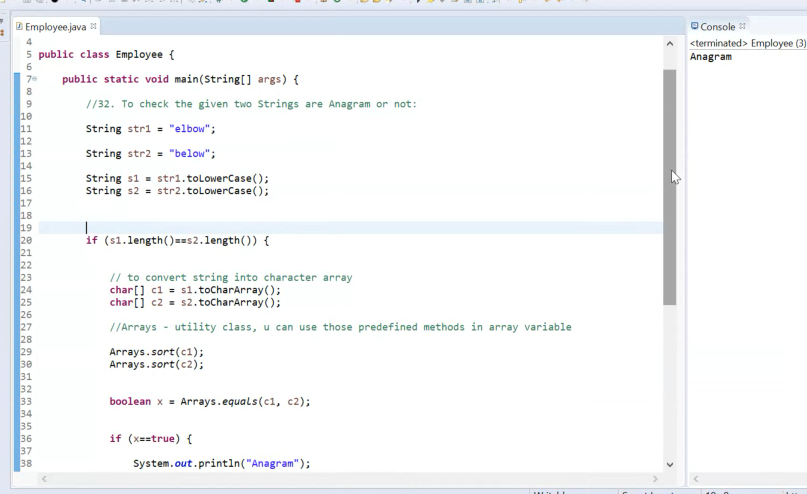 Employee.java
Console
<terminated> Employee (3)
Anagram
4
5 public class Employee {
6
7 public static void main(String[] args) {
8
9 //32. To check the given two Strings are Anagram or not:
10
11 String str1 = "elbow";
12
13 String str2 = "below";
14
15 String s1 = str1.toLowerCase();
16 String s2 = str2.toLowerCase();
17
18
19
20 if (s1.length()==s2.length()) {
21
22
23 // to convert string into character array
24 char[] c1 = s1.toCharArray();
25 char[] c2 = s2.toCharArray();
26
27 //Arrays - utility class, u can use those predefined methods in array variable
28
29 Arrays.sort(c1);
30 Arrays.sort(c2);
31
32
33 boolean x = Arrays.equals(c1, c2);
34
35
36 if (x==true) {
37
38 System.out.println("Anagram");